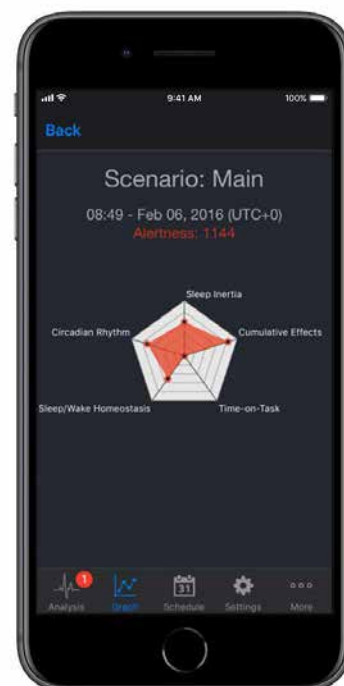 9:41 AM
100%
Back
Scenario: Main
08:49 - Feb 06, 2016 (UTC+0)
Alertness: 1144
Sleep Inertia
Circadian Rhythm
Cumulative Effects
Sleep/Wake Homeostasis
Time-on-Task
1
31
Analysis
Graph
Schedule
Settings
More